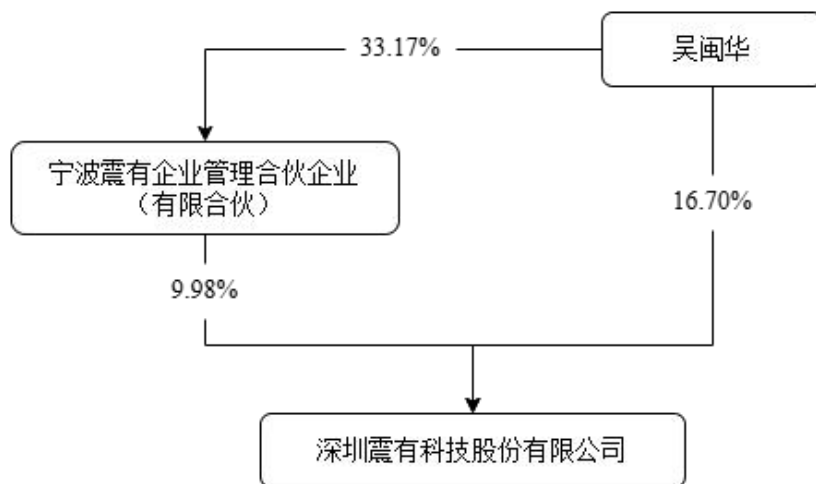 33.17%
吴闽华
宁波震有企业管理合伙企业
（有限合伙）
16.70%
9.98%
深圳震有科技股份有限公司